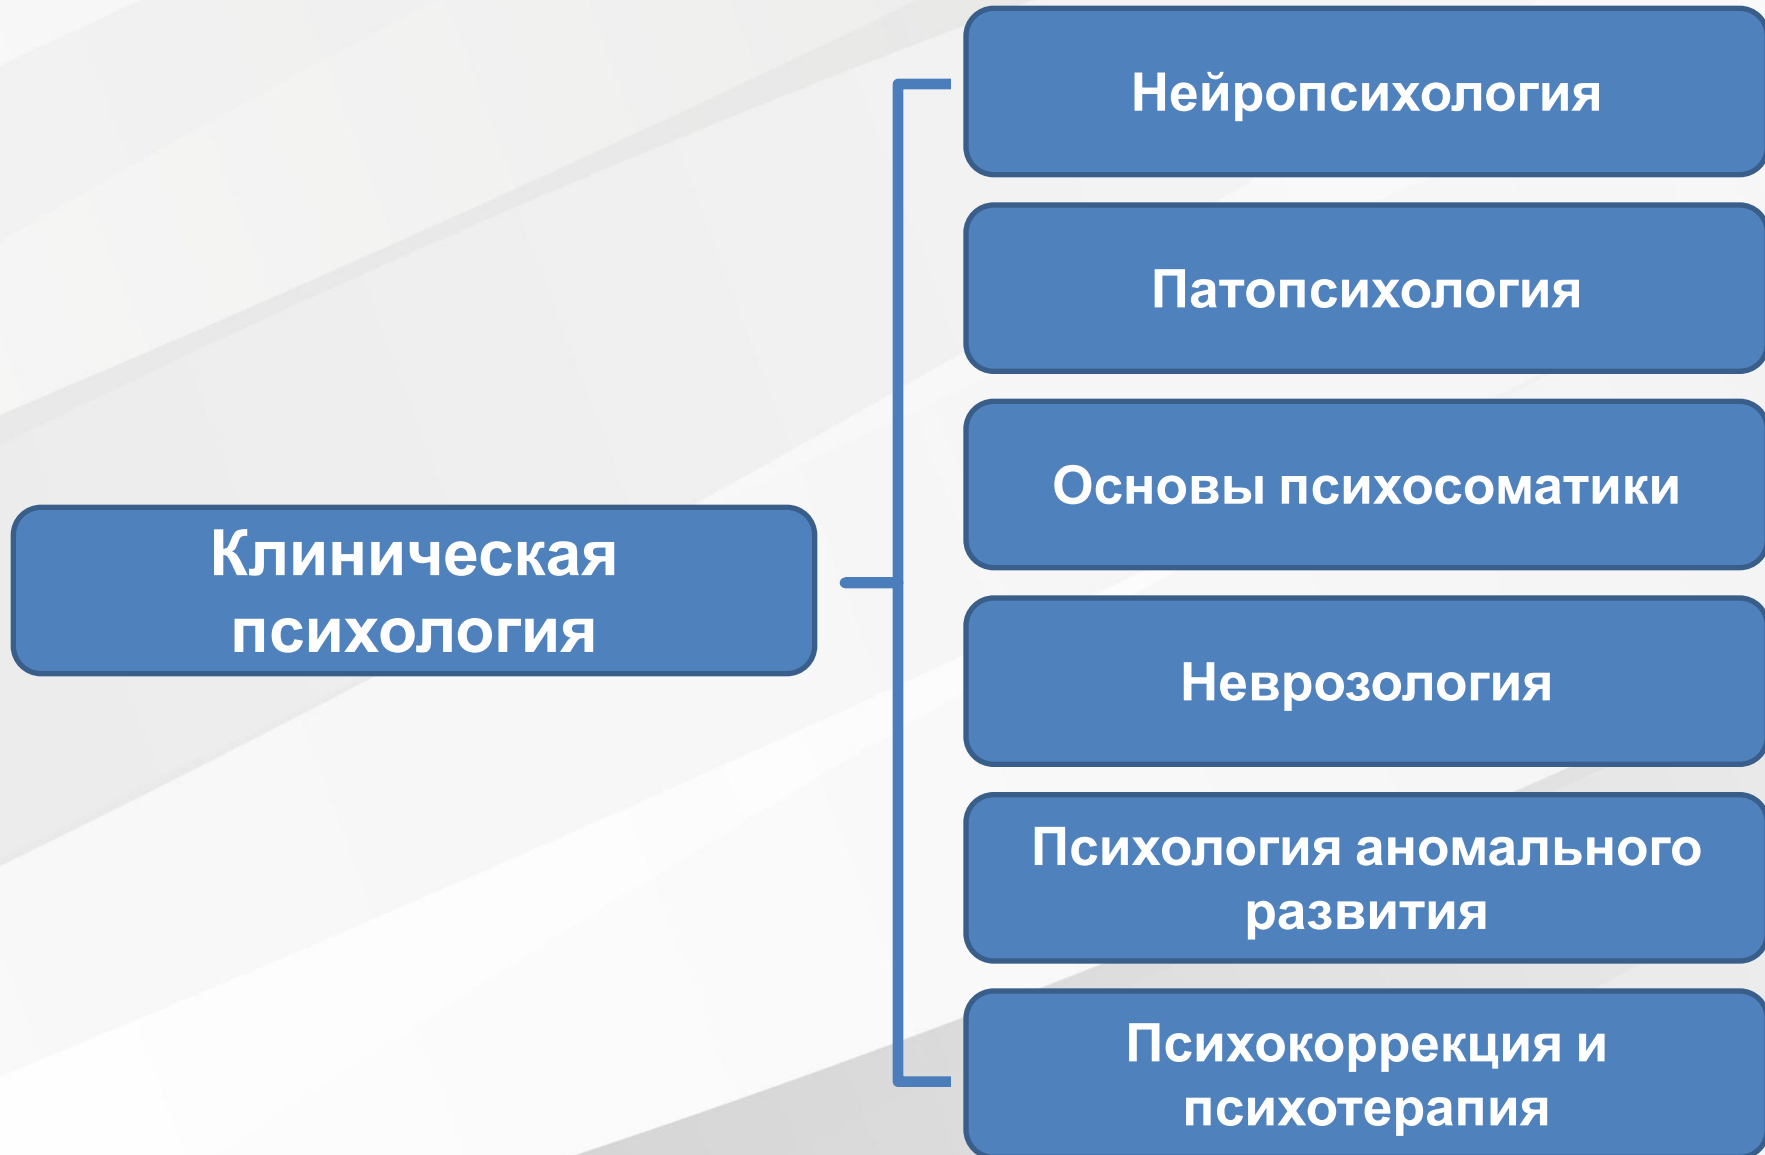 Нейропсихология
Патопсихология
Основы психосоматики
Клиническая
психология
Неврозология
Психология аномального
развития
Психокоррекция и
психотерапия